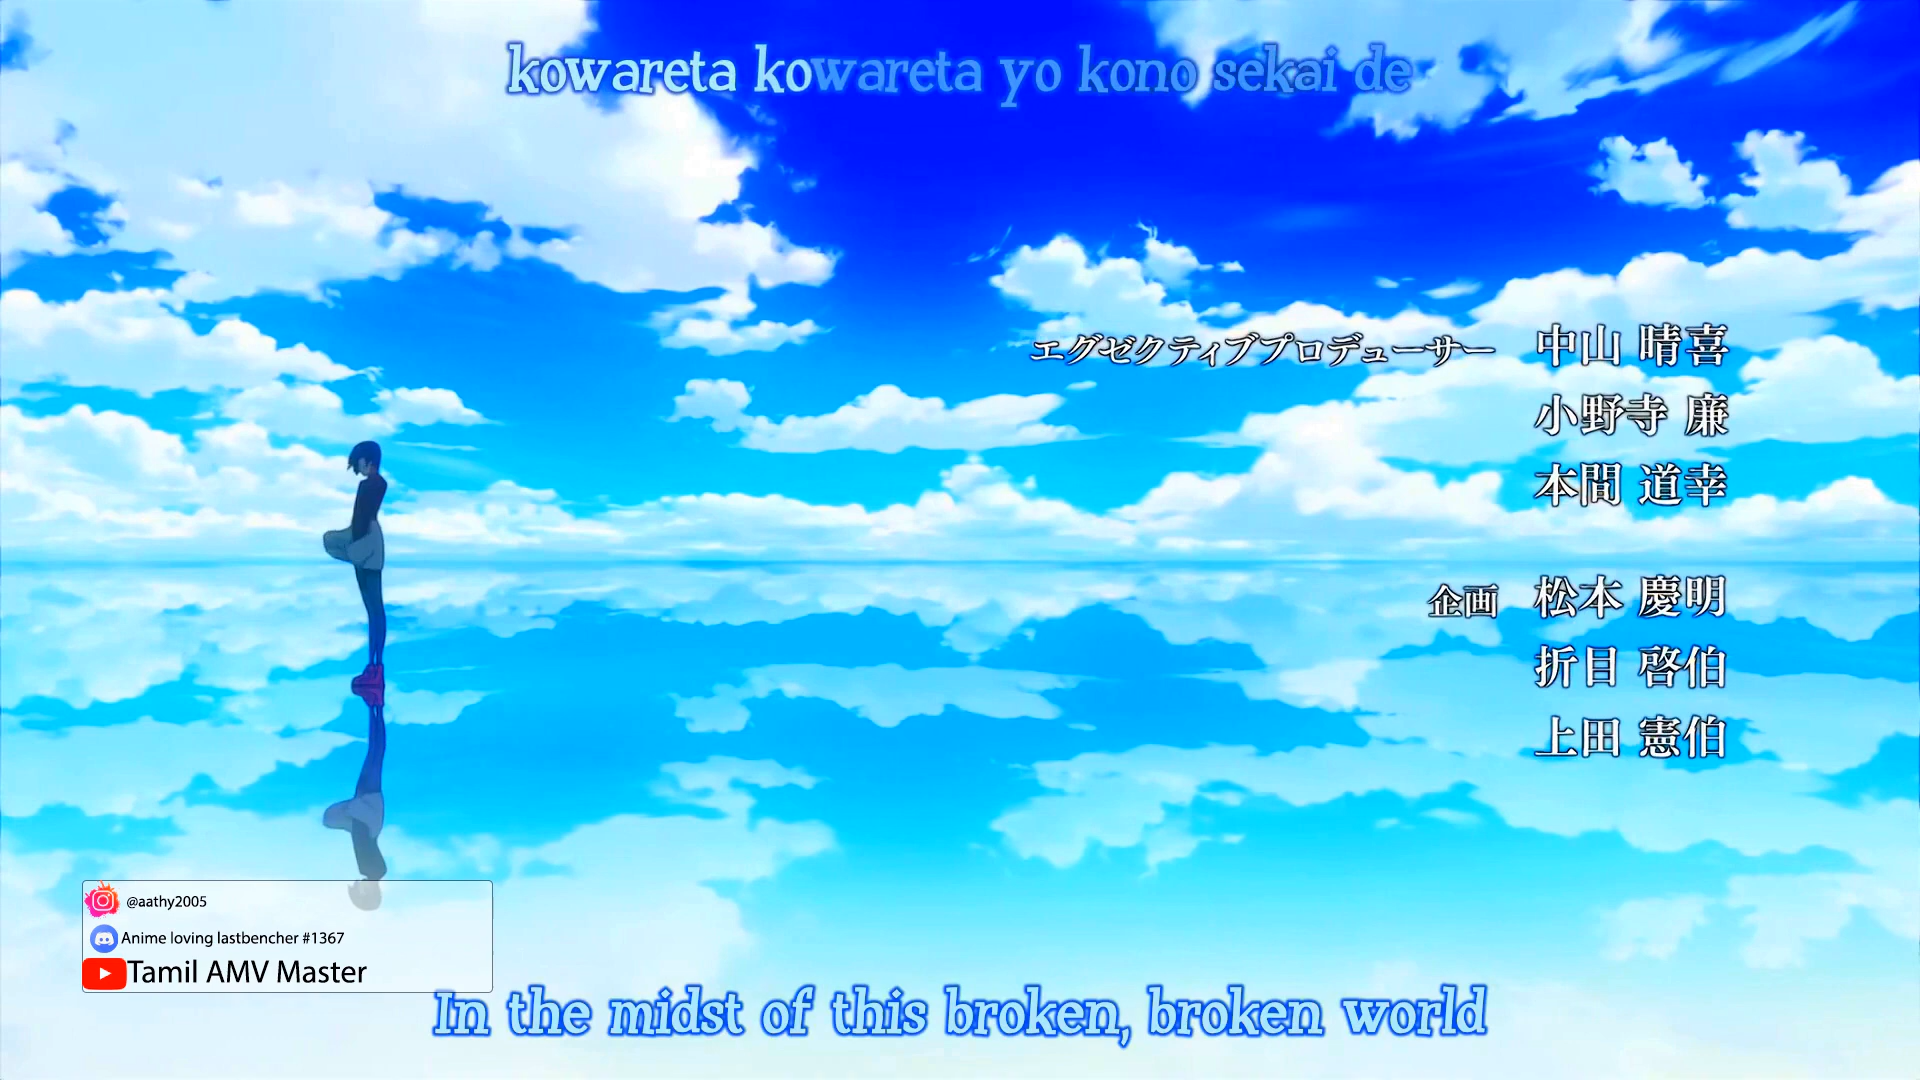 kowareta kowareta yo kono sekai de
エグゼクティブプロデューサー 中山 晴喜
小野寺 廉
本間 道幸
企画 松本 慶明
折目 啓伯
上田 憲伯
@aathy2005
Anime loving lastbencher #1367
Tamil AMV Master
In the midst of this broken, broken world